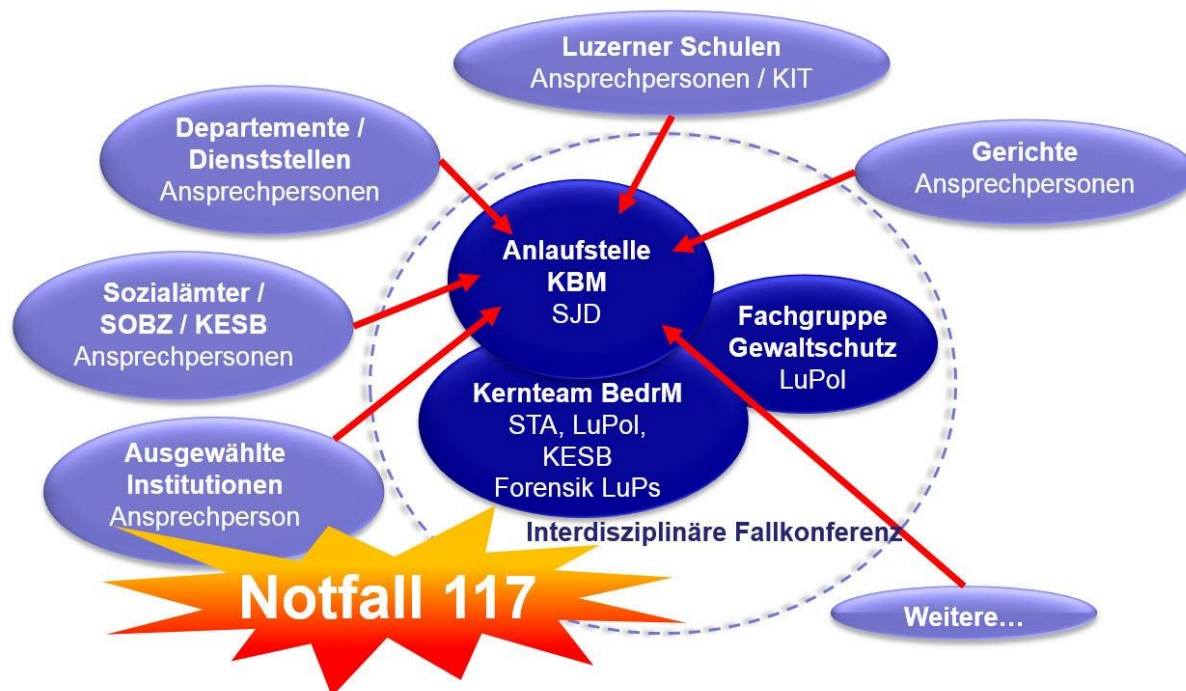 Luzerner Schulen
Ansprechpersonen / KIT
Departemente /
Dienststellen
Ansprechpersonen
Gerichte
Ansprechpersonen
Anlaufstelle
KBM
SJD
Sozialämter /
SOBZ / KESB
Ansprechpersonen
Fachgruppe
Gewaltschutz
LuPol
Kernteam BedrM
STA, LuPol,
KESB
Forensik LuPs
Ausgewählte
Institutionen
Ansprechperson
Interdisziplinäre Fallkonferenz
Notfall 117
Weitere…